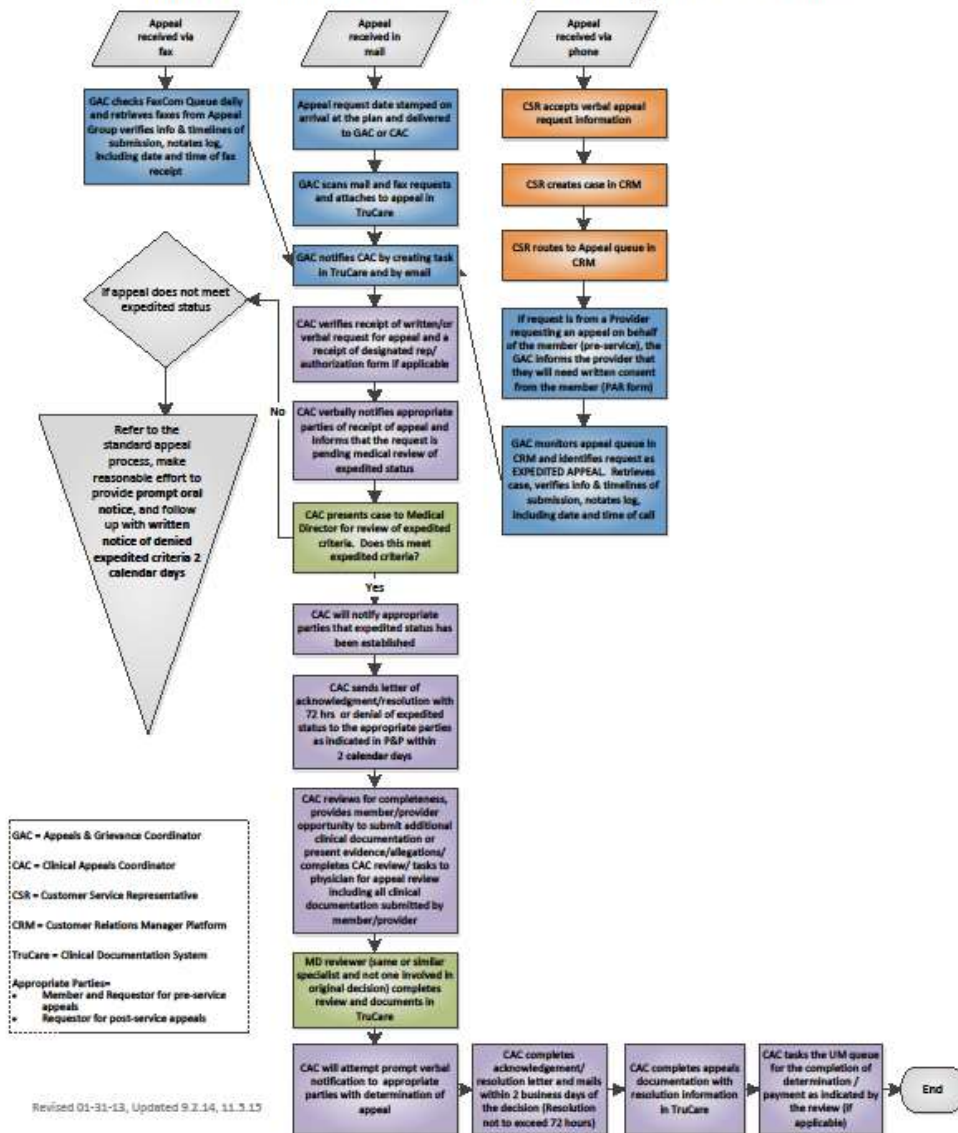 Appeal
received via
fax
Appeal
received in
mail
Appeal
received via
phone
GAC checks FaxCom Queue daily
and retrieves faxes from Appeal
Group verifies info & timelines of
submission, notates log,
including date and time of fax
receipt
Appeal request date stamped on
arrival at the plan and delivered
to GAC or CAC
CSR accepts verbal appeal
request information
GAC scans mail and fax requests
and attaches to appeal in
TruCare
CSR creates case in CRM
GAC notifies CAC by creating task
in TruCare and by email
CSR routes to Appeal queue in
CRM
If appeal does not meet
expedited status
CAC verifies receipt of written/or
verbal request for appeal and a
receipt of designated rep/
authorization form if applicable
If request is from a Provider
requesting an appeal on behalf
of the member (pre-service), the
GAC informs the provider that
they will need written consent
from the member (PAR form)
No
CAC verbally notifies appropriate
parties of receipt of appeal and
informs that the request is
pending medical review of
expedited status
GAC monitors appeal queue in
CRM and identifies request as
EXPEDITED APPEAL. Retrieves
case, verifies info & timelines of
submission, notates log,
including date and time of call
Refer to the
standard appeal
process, make
reasonable effort to
provide prompt oral
notice, and follow
up with written
notice of denied
expedited criteria 2
calendar days
CAC presents case to Medical
Director for review of expedited
criteria. Does this meet
expedited criteria?
Yes
CAC will notify appropriate
parties that expedited status has
been established
CAC sends letter of
acknowledgment/resolution with
72 hrs or denial of expedited
status to the appropriate parties
as indicated in P&P within
2 calendar days
CAC reviews for completeness,
provides member/provider
opportunity to submit additional
clinical documentation or
present evidence/allegations/
completes CAC review/ tasks to
physician for appeal review
including all clinical
documentation submitted by
member/provider
GAC = Appeals & Grievance Coordinator
CAC = Clinical Appeals Coordinator
CSR = Customer Service Representative
CRM = Customer Relations Manager Platform
TruCare = Clinical Documentation System
Appropriate Parties=
• Member and Requestor for pre-service
appeals
• Requestor for post-service appeals
MD reviewer (same or similar
specialist and not one involved in
original decision) completes
review and documents in
TruCare
CAC will attempt prompt verbal
notification to appropriate
parties with determination of
appeal
CAC completes
acknowledgement/
resolution letter and mails
within 2 business days of
the decision (Resolution
not to exceed 72 hours)
CAC completes appeals
documentation with
resolution information
in TruCare
CAC tasks the UM queue
for the completion of
determination /
payment as indicated by
the review (if
applicable)
End
Revised 01-31-13, Updated 9.2.14, 11.5.15